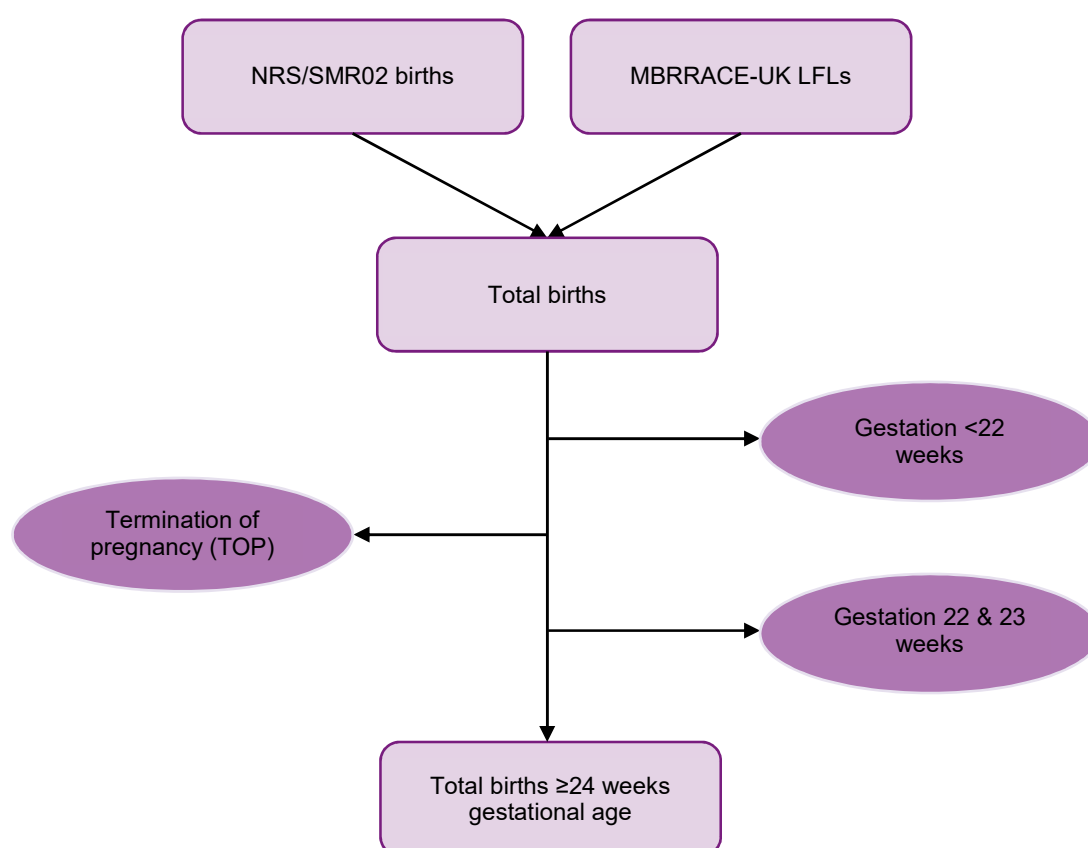 NRS/SMR02 births
MBRRACE-UK LFLs
Total births
Gestation <22
weeks
Termination of
pregnancy (TOP)
Gestation 22 & 23
weeks
Total births ≥24 weeks
gestational age